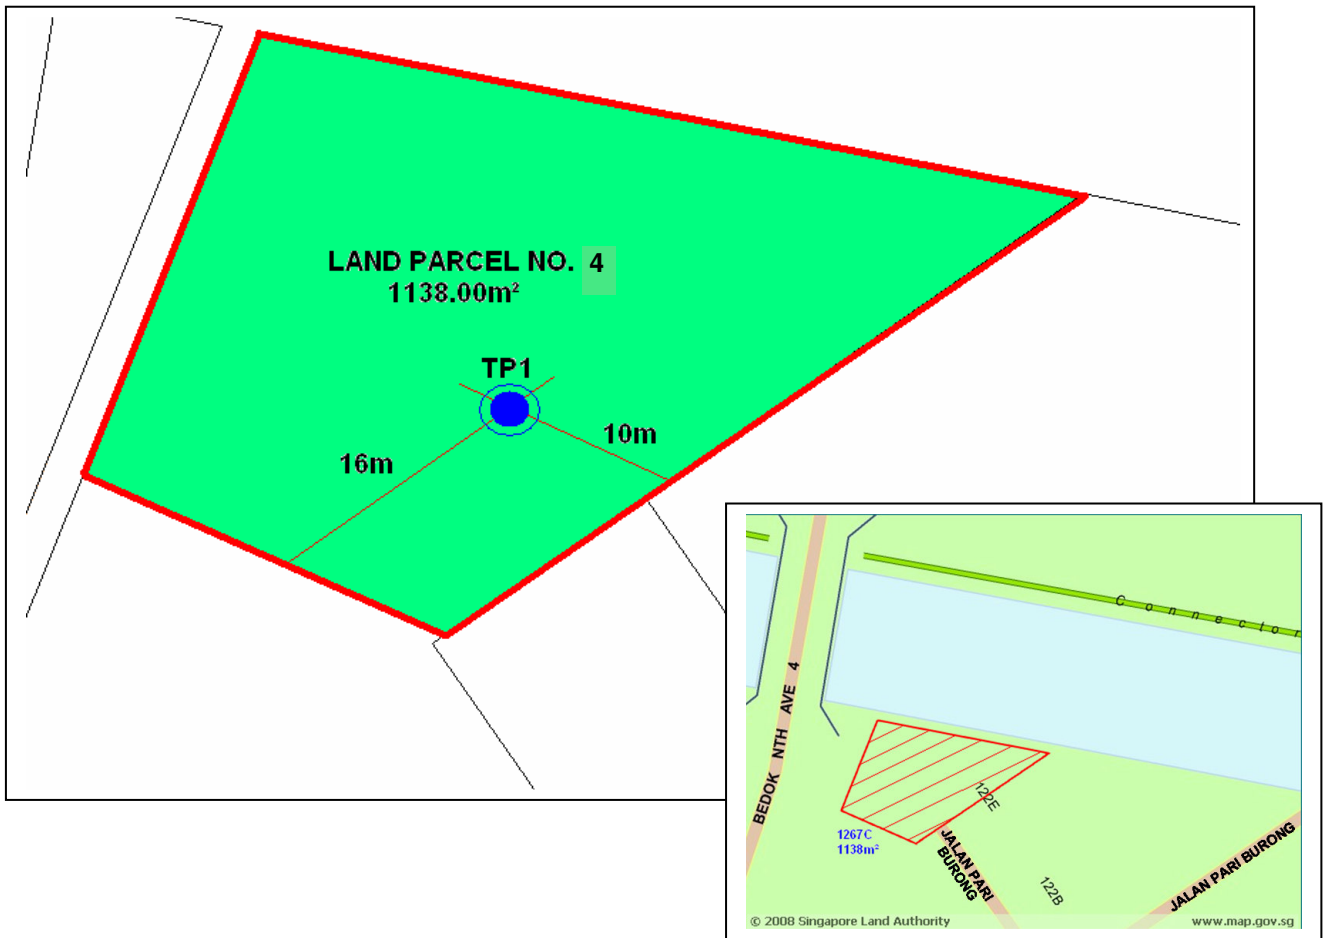 LAND PARCEL NO. 4
1138.00m²
TP1
16m
10m
Connector
BEDOK NTH AVE 4
122E
1267C
1138m²
JALAN PARI
BURONG
122B
JALAN PARI BURONG
© 2008 Singapore Land Authority
www.map.gov.sg